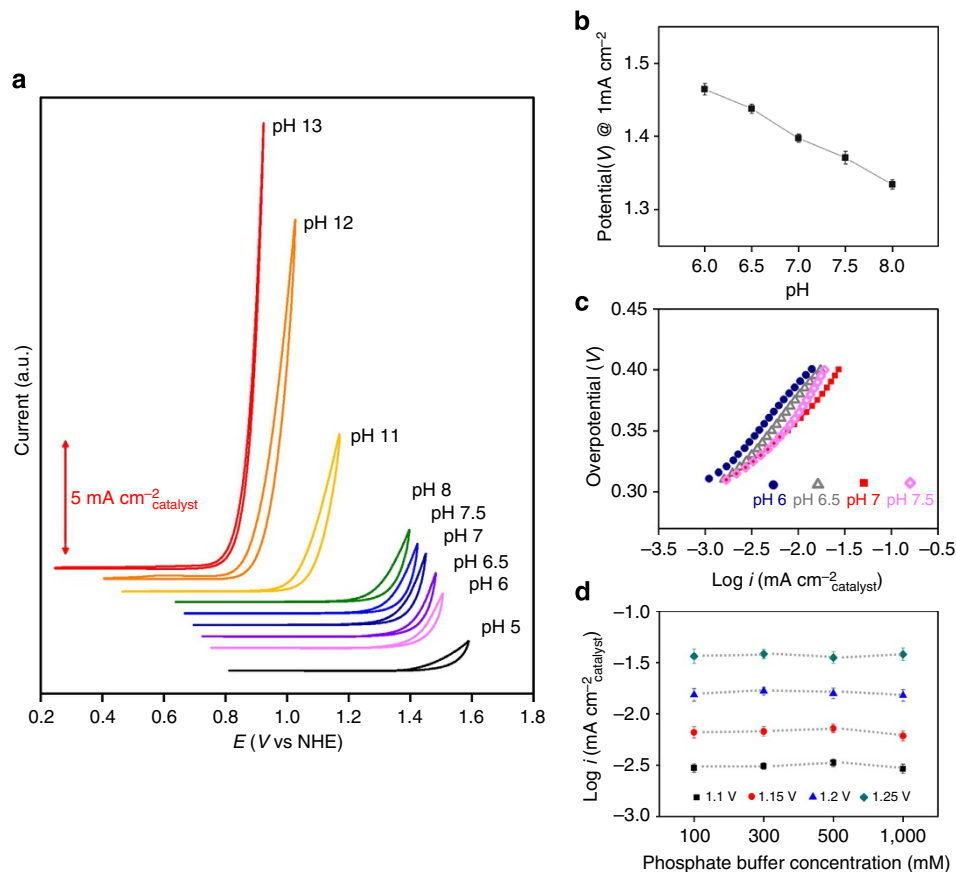 a
pH 13
pH 12
pH 11
pH 8
pH 7.5
pH 7
pH 6.5
pH 6
pH 5
5 mA cm⁻²catalyst
Current (a.u.)
0.2 0.4 0.6 0.8 1.0 1.2 1.4 1.6 1.8
E (V vs NHE)
b
Potential(V) @ 1mA cm⁻²
1.5
1.4
1.3
6.0 6.5 7.0 7.5 8.0
pH
c
Overpotential (V)
0.45
0.40
0.35
0.30
pH 6 pH 6.5 pH 7 pH 7.5
−3.5 −3.0 −2.5 −2.0 −1.5 −1.0 −0.5
Log i (mA cm⁻²catalyst)
d
Log i (mA cm⁻²catalyst)
−1.0
−1.5
−2.0
−2.5
−3.0
1.1 V 1.15 V 1.2 V 1.25 V
100 300 500 1,000
Phosphate buffer concentration (mM)